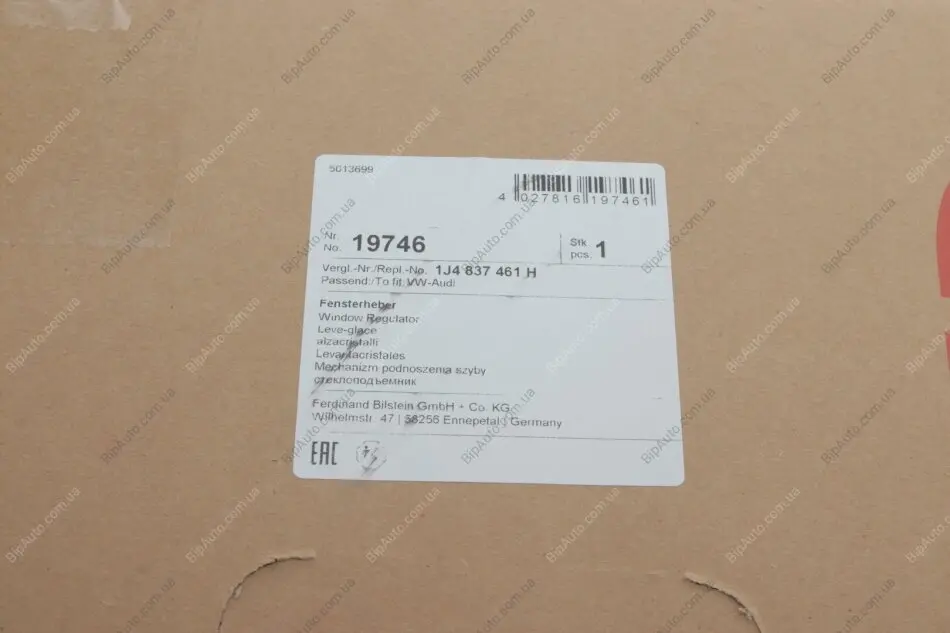 5013699
4 027816 197461
Nr.
No. 19746
Stk.
pcs. 1
Vergl.-Nr./Repl.-No. 1J4 837 461 H
Passend:/To fit: VW-Audi
Fensterheber
Window Regulator
Leve-glace
alzacristalli
Levantacristales
Mechanizm podnoszenia szyby
стеклоподъемник
Ferdinand Bilstein GmbH + Co. KG
Wilhelmstr. 47 | 58256 Ennepetal | Germany
EAC
BipAuto.com.ua